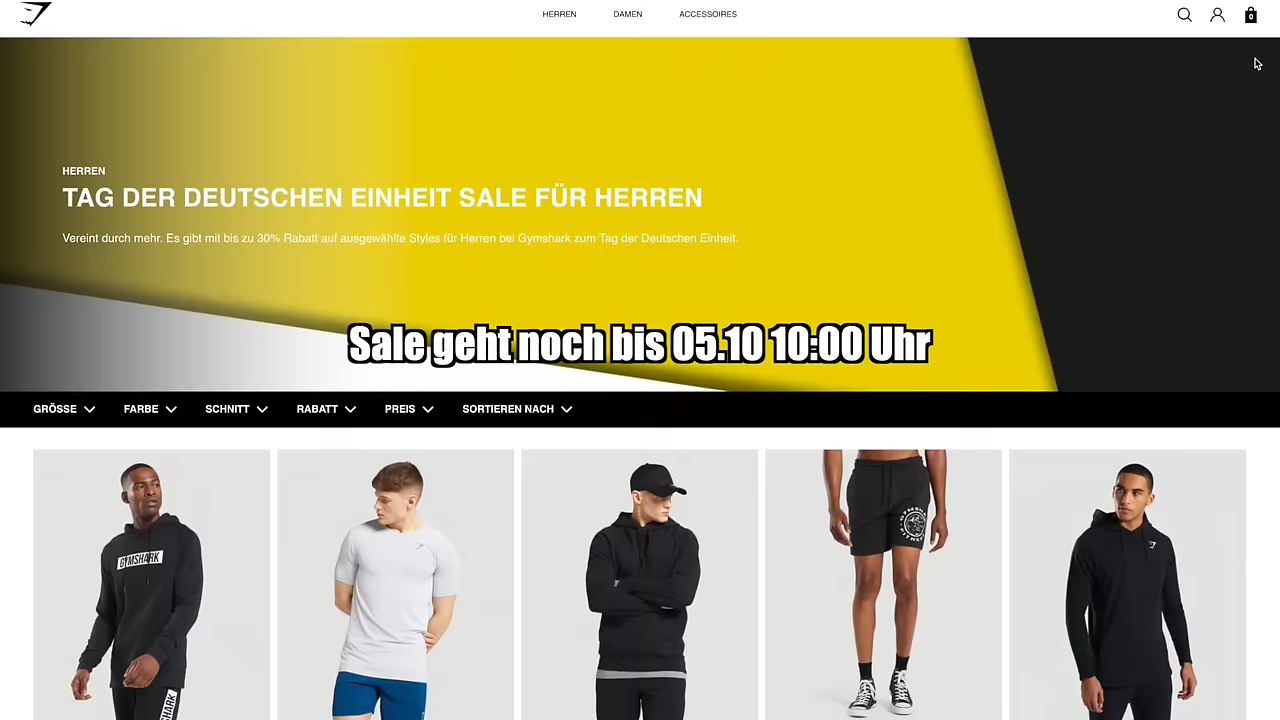 HERREN DAMEN ACCESSOIRES
0
HERREN
TAG DER DEUTSCHEN EINHEIT SALE FÜR HERREN
Vereint durch mehr. Es gibt mit bis zu 30% Rabatt auf ausgewählte Styles für Herren bei Gymshark zum Tag der Deutschen Einheit.
Sale geht noch bis 05.10 10:00 Uhr
GRÖSSE FARBE SCHNITT RABATT PREIS SORTIEREN NACH
GYMSHARK